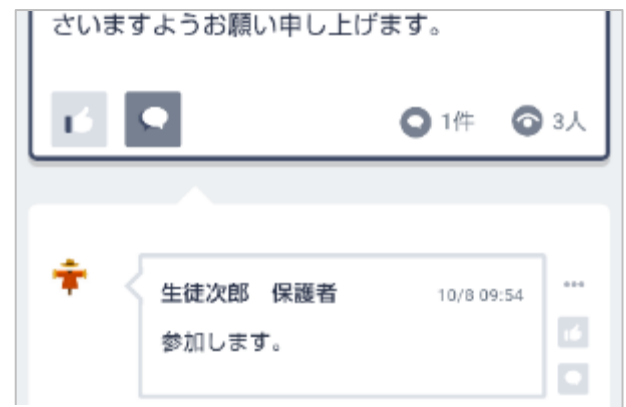 さいますようお願い申し上げます。
1件 3人
生徒次郎　保護者 10/8 09:54
参加します。